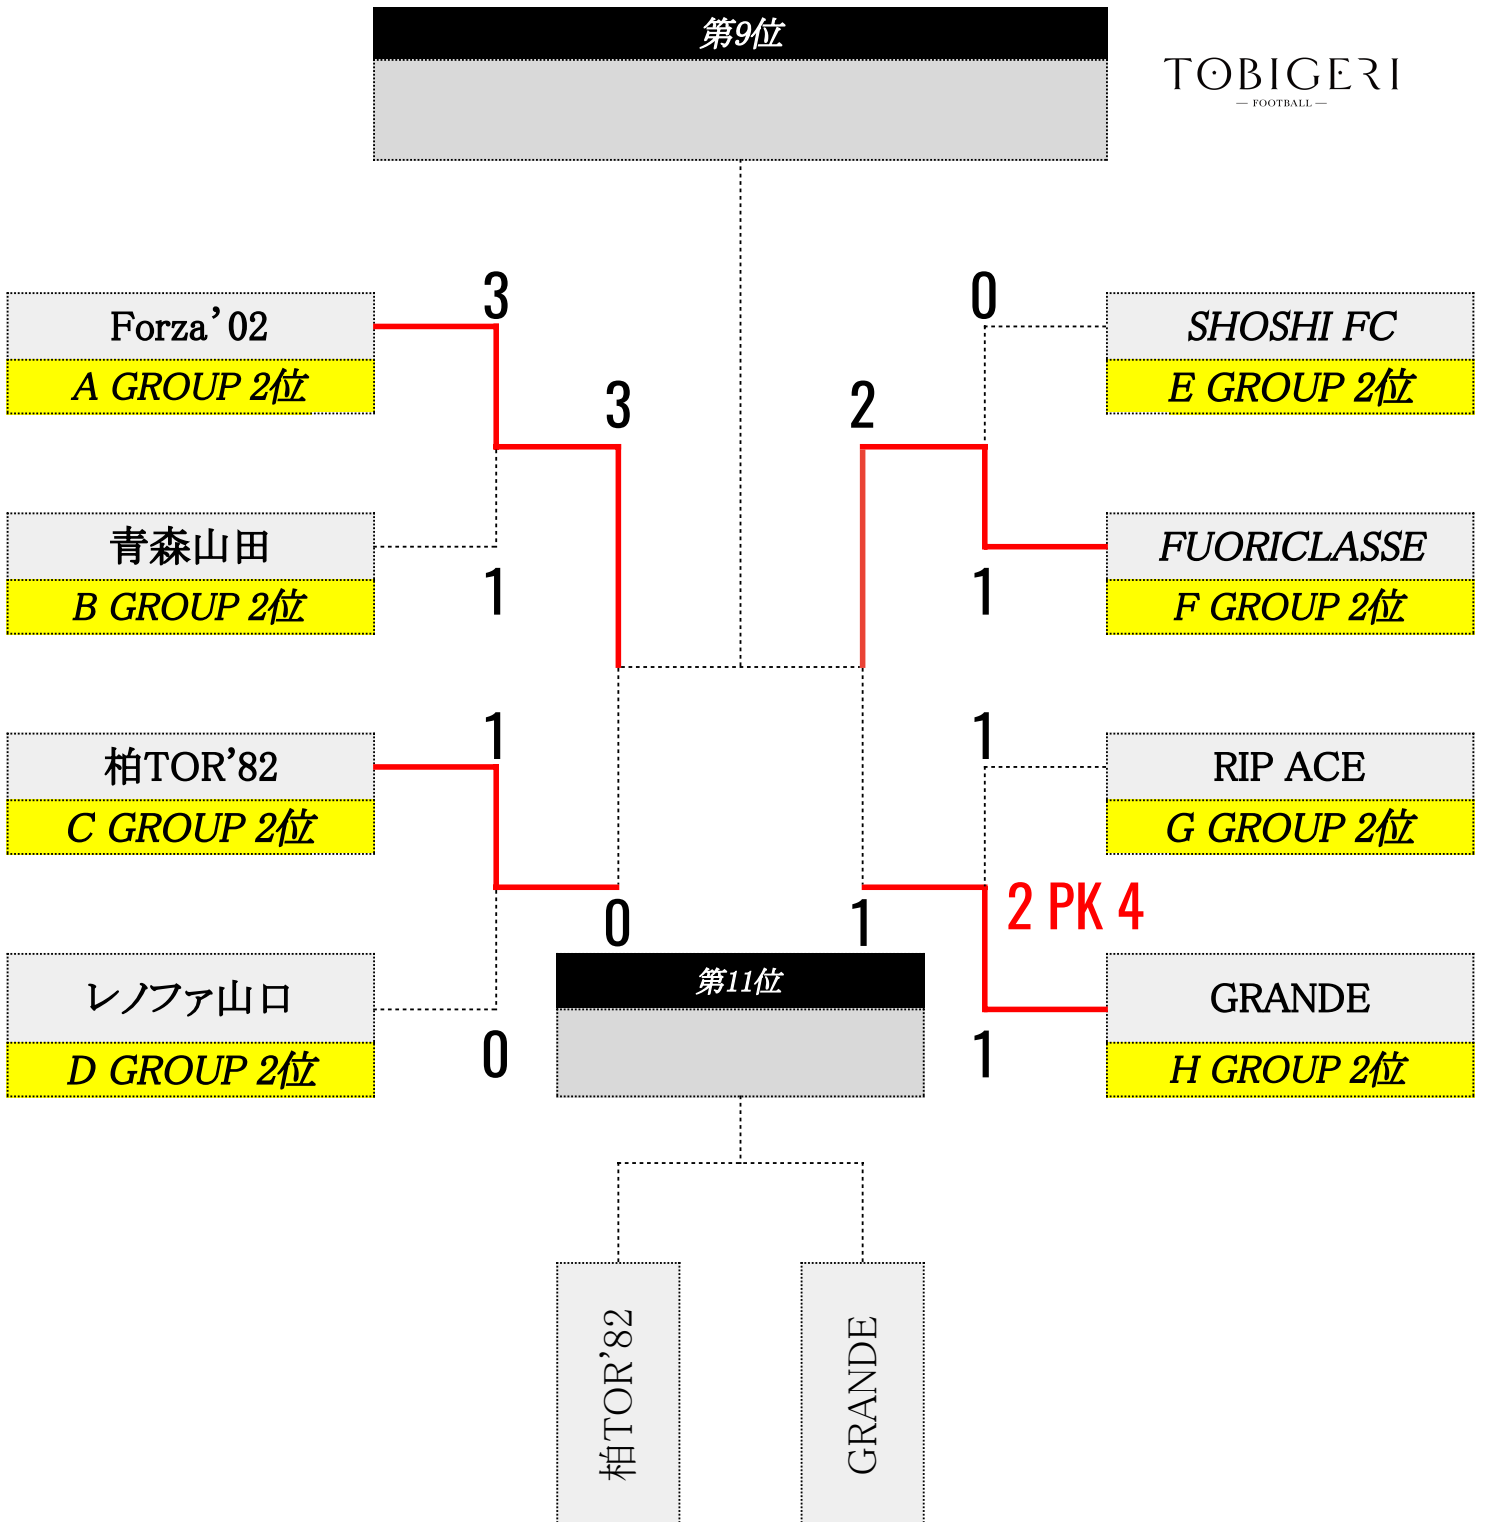 第9位
TOBIGERI
— FOOTBALL —
3
0
Forza’02
SHOSHI FC
A GROUP 2位
E GROUP 2位
3
2
青森山田
FUORICLASSE
B GROUP 2位
F GROUP 2位
1
1
1
1
柏TOR’82
RIP ACE
C GROUP 2位
G GROUP 2位
0
1
2 PK 4
第11位
レノファ山口
GRANDE
D GROUP 2位
H GROUP 2位
0
1
柏TOR’82
GRANDE